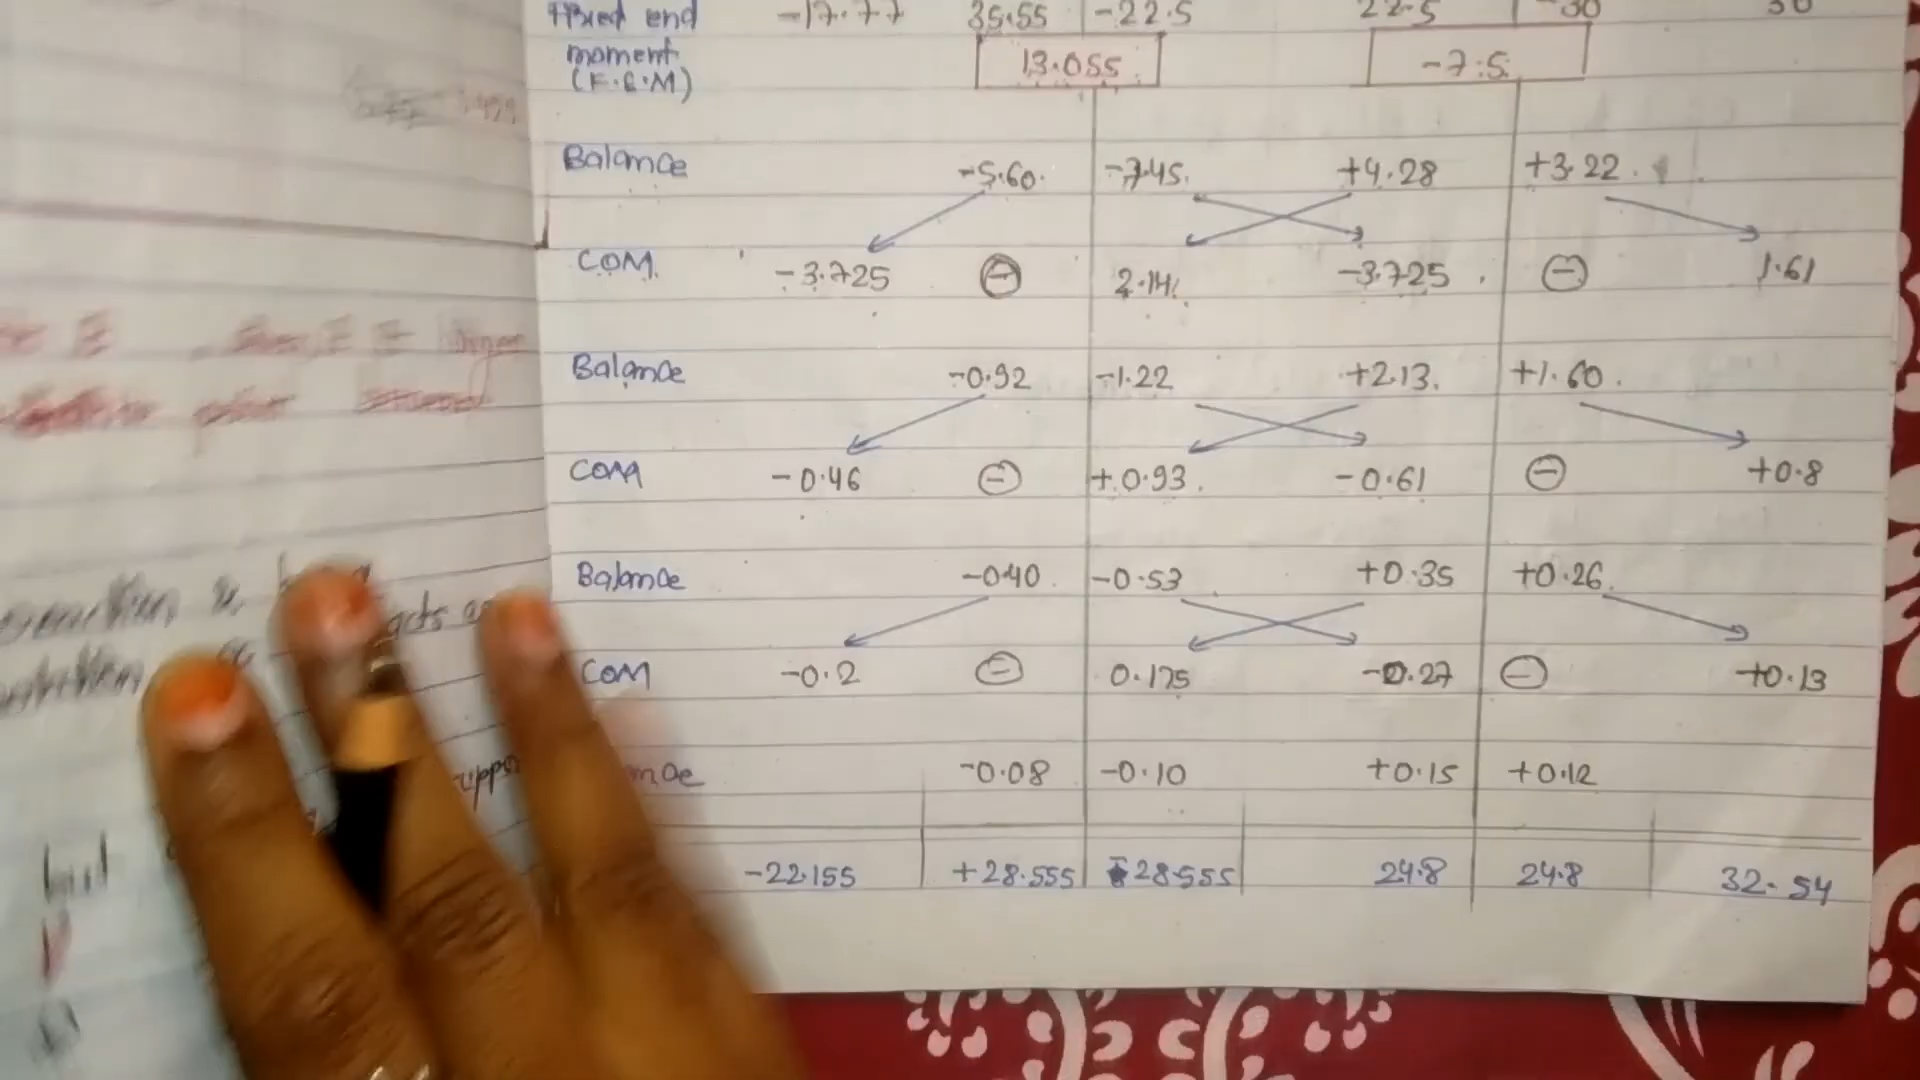 Fixed end -17.77 35.55 -22.5 22.5 -30 30
moment 13.055 -7.5
(F.E.M)
Balance -5.60 -7.45 +4.28 +3.22
COM -3.725 - 2.14 -3.725 - 1.61
Balance -0.92 -1.22 +2.13 +1.60
COM -0.46 - +0.93 -0.61 - +0.8
Balance -0.40 -0.53 +0.35 +0.26
acts
COM -0.2 - 0.175 -0.27 - +0.13
-0.08 -0.10 +0.15 +0.12
-22.155 +28.555 28.555 24.8 24.8 32.54